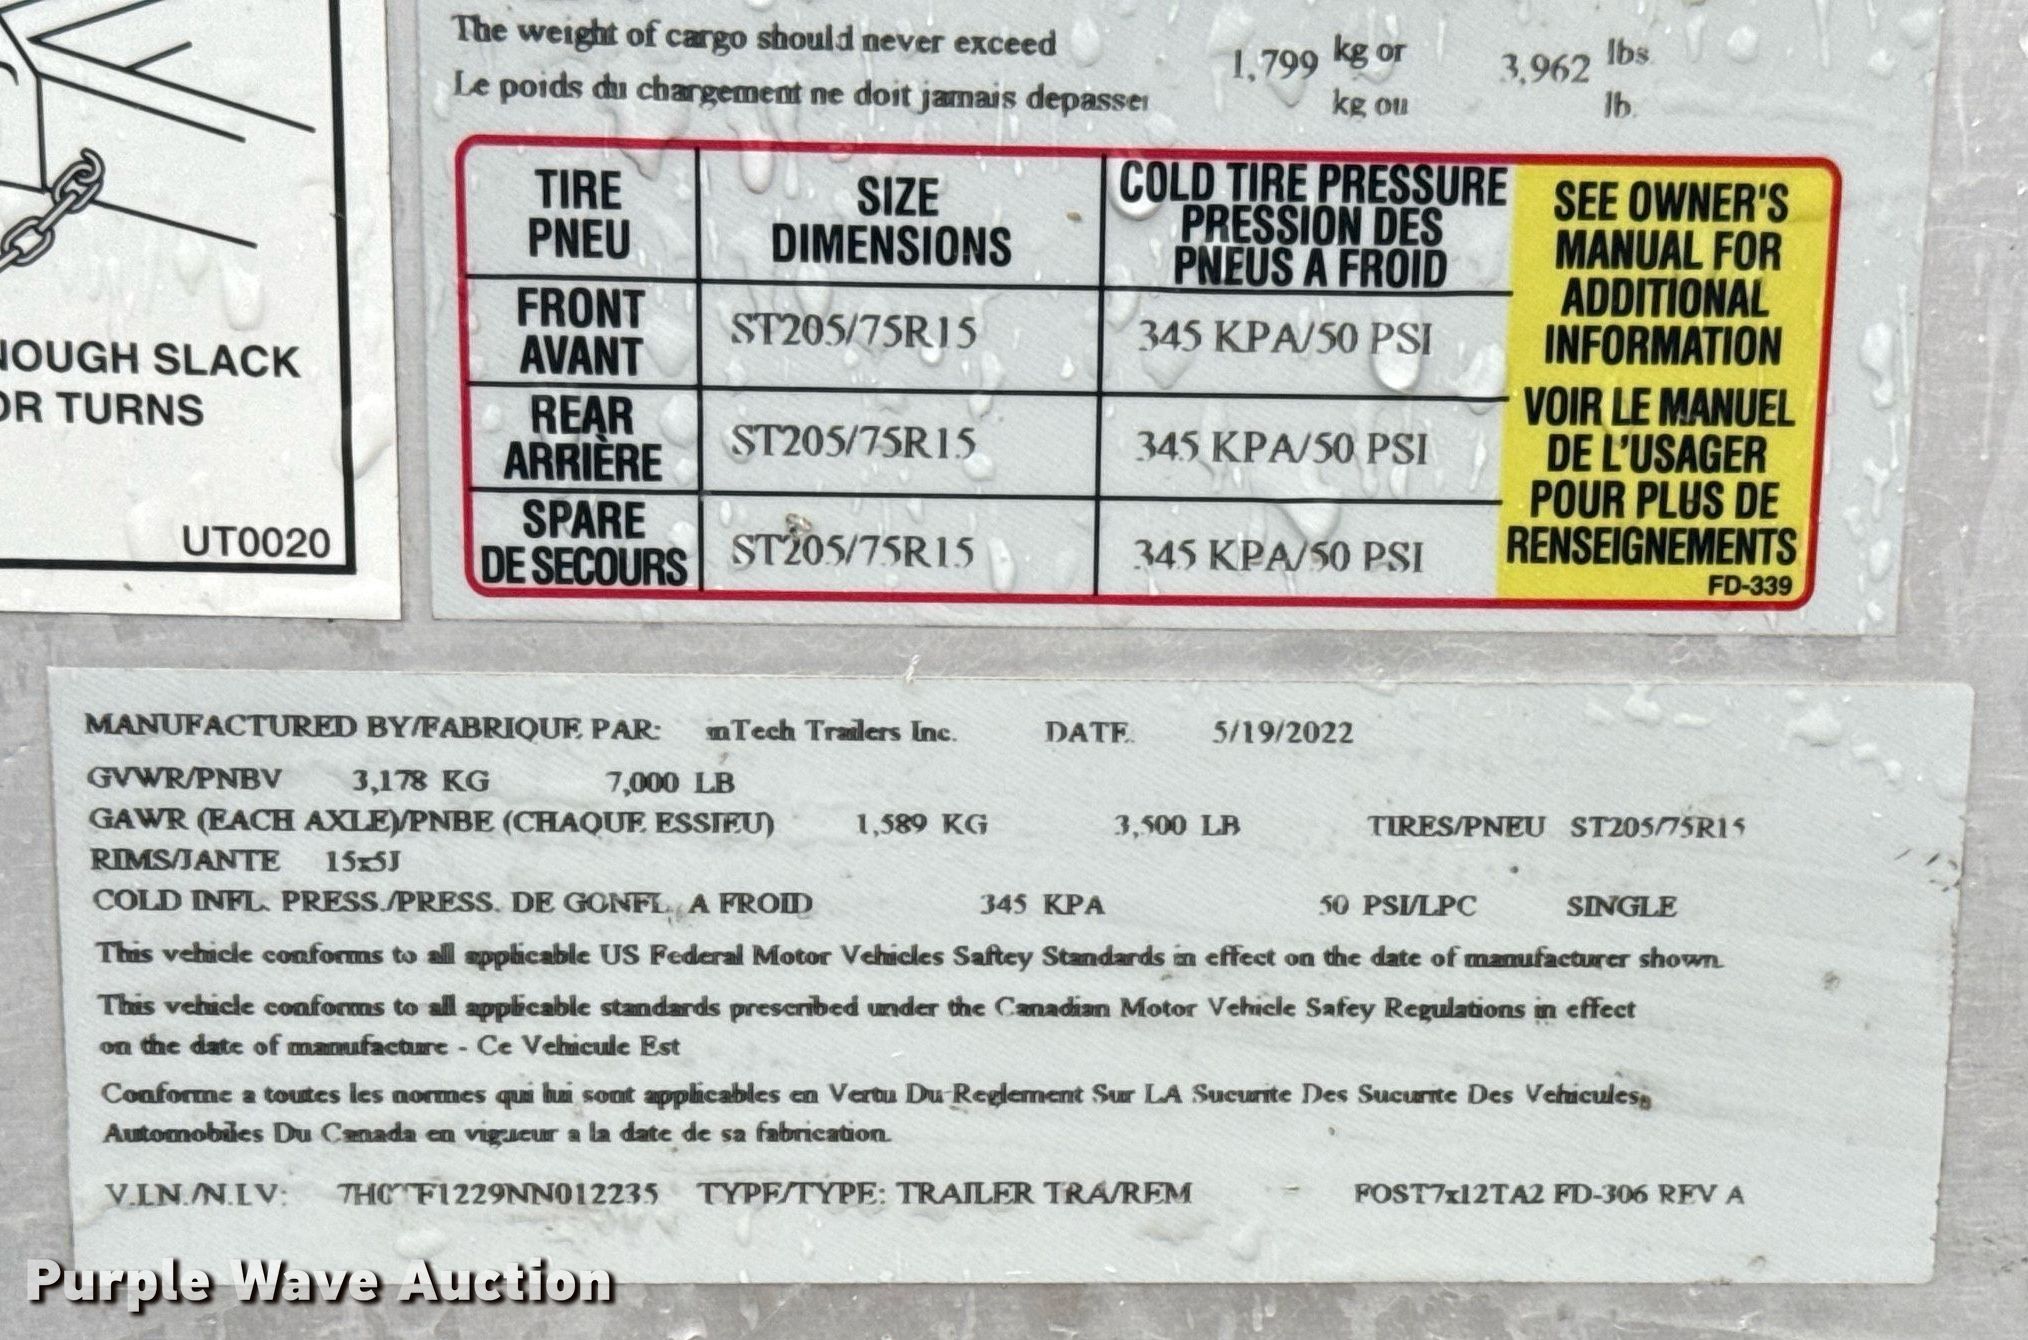 The weight of cargo should never exceed 1,799 kg or 3,962 lbs
Le poids du chargement ne doit jamais depasser kg ou lb.
TIRE PNEU
SIZE DIMENSIONS
COLD TIRE PRESSURE
PRESSION DES
PNEUS A FROID
FRONT AVANT
ST205/75R15
345 KPA/50 PSI
REAR ARRIÈRE
ST205/75R15
345 KPA/50 PSI
SPARE DE SECOURS
ST205/75R15
345 KPA/50 PSI
SEE OWNER'S
MANUAL FOR
ADDITIONAL
INFORMATION
VOIR LE MANUEL
DE L'USAGER
POUR PLUS DE
RENSEIGNEMENTS
FD-339
SLACK
TURNS
UT0020
MANUFACTURED BY/FABRIQUE PAR: mTech Trailers Inc. DATE. 5/19/2022
GVWR/PNBV 3,178 KG 7,000 LB
GAWR (EACH AXLE)/PNBE (CHAQUE ESSIEU) 1,589 KG 3,500 LB TIRES/PNEU ST205/75R15
RIMS/JANTE 15x5J
COLD INFL. PRESS./PRESS. DE GONFL. A FROID 345 KPA 50 PSI/LPC SINGLE
This vehicle conforms to all applicable US Federal Motor Vehicles Saftey Standards in effect on the date of manufacturer shown.
This vehicle conforms to all applicable standards prescribed under the Canadian Motor Vehicle Safey Regulations in effect
on the date of manufacture - Ce Vehicule Est
Conforme a toutes les normes qui lui sont applicables en Vertu Du Reglement Sur LA Sucurite Des Sucurite Des Vehicules,
Automobiles Du Canada en vigueur a la date de sa fabrication.
V.I.N./N.I.V: TYPE/TYPE: TRAILER TRA/REM FOST7x12TA2 FD-306 REV A
Purple Wave Auction